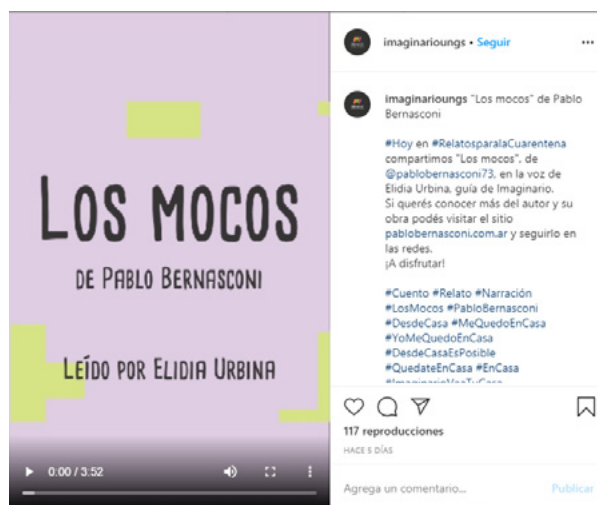 LOS MOCOS
DE PABLO BERNASCONI
LEÍDO POR ELIDIA URBINA
0:00 / 3:52
imaginarioungs • Seguir
imaginarioungs "Los mocos" de Pablo
Bernasconi
#Hoy en #RelatosparalaCuarentena
compartimos "Los mocos", de
@pablobernasconi73, en la voz de
Elidia Urbina, guía de Imaginario.
Si querés conocer más del autor y su
obra podés visitar el sitio
pablobernasconi.com.ar y seguirlo en
las redes.
¡A disfrutar!
#Cuento #Relato #Narración
#LosMocos #PabloBernasconi
#DesdeCasa #MeQuedoEnCasa
#YoMeQuedoEnCasa
#DesdeCasaEsPosible
#QuedateEnCasa #EnCasa
#ImaginarioVaaTuCasa
117 reproducciones
HACE 5 DÍAS
Agrega un comentario... Publicar